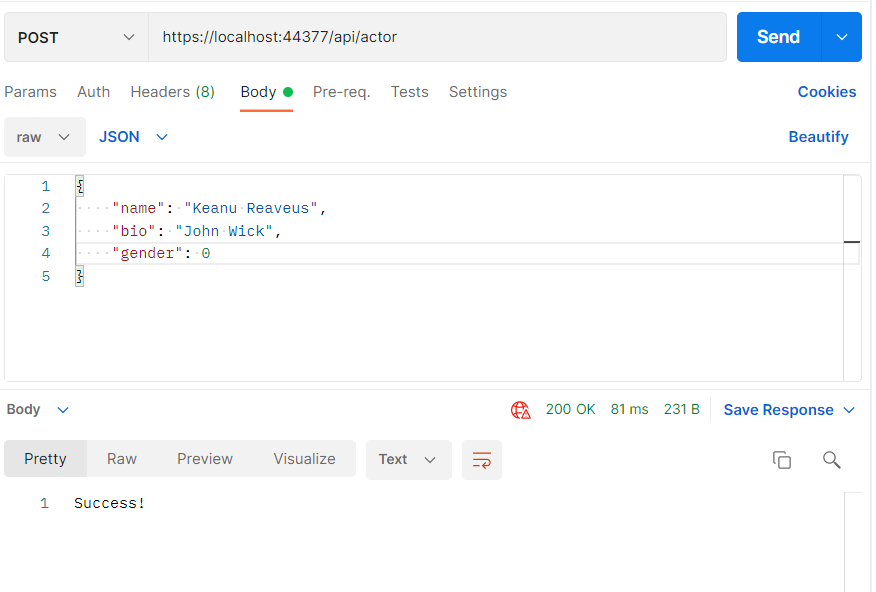 POST https://localhost:44377/api/actor Send
Params Auth Headers (8) Body Pre-req. Tests Settings Cookies
raw JSON Beautify
1 {
2 "name": "Keanu Reaveus",
3 "bio": "John Wick",
4 "gender": 0
5 }
Body 200 OK 81 ms 231 B Save Response
Pretty Raw Preview Visualize Text
1 Success!